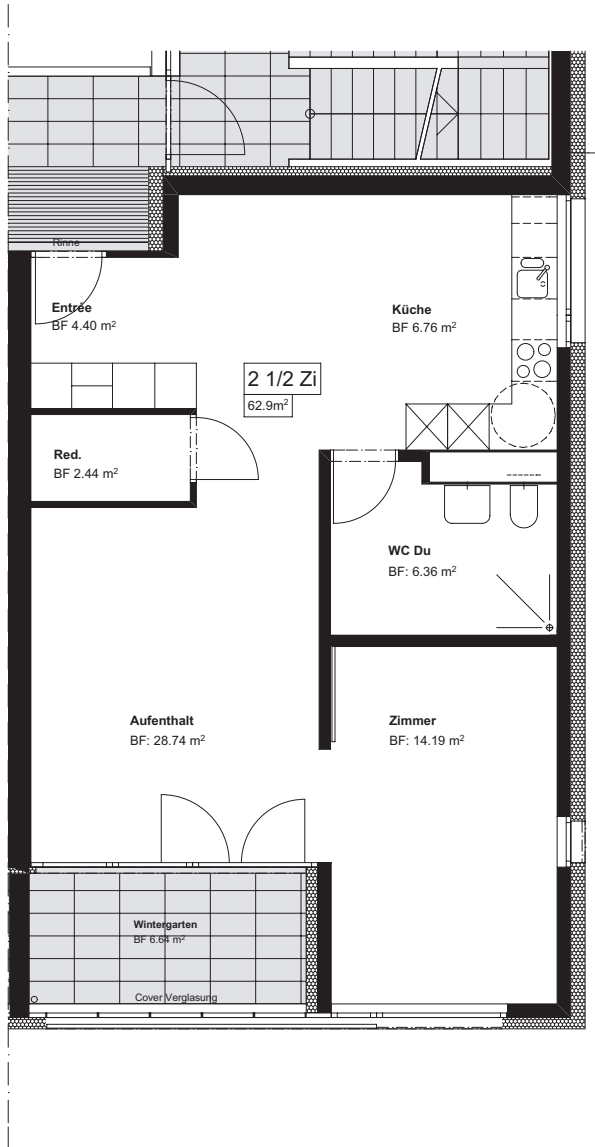 Rinne
Entrée
BF 4.40 m²
Küche
BF 6.76 m²
2 1/2 Zi
62.9m²
Red.
BF 2.44 m²
WC Du
BF: 6.36 m²
Aufenthalt
BF: 28.74 m²
Zimmer
BF: 14.19 m²
Wintergarten
BF 6.64 m²
Cover Verglasung